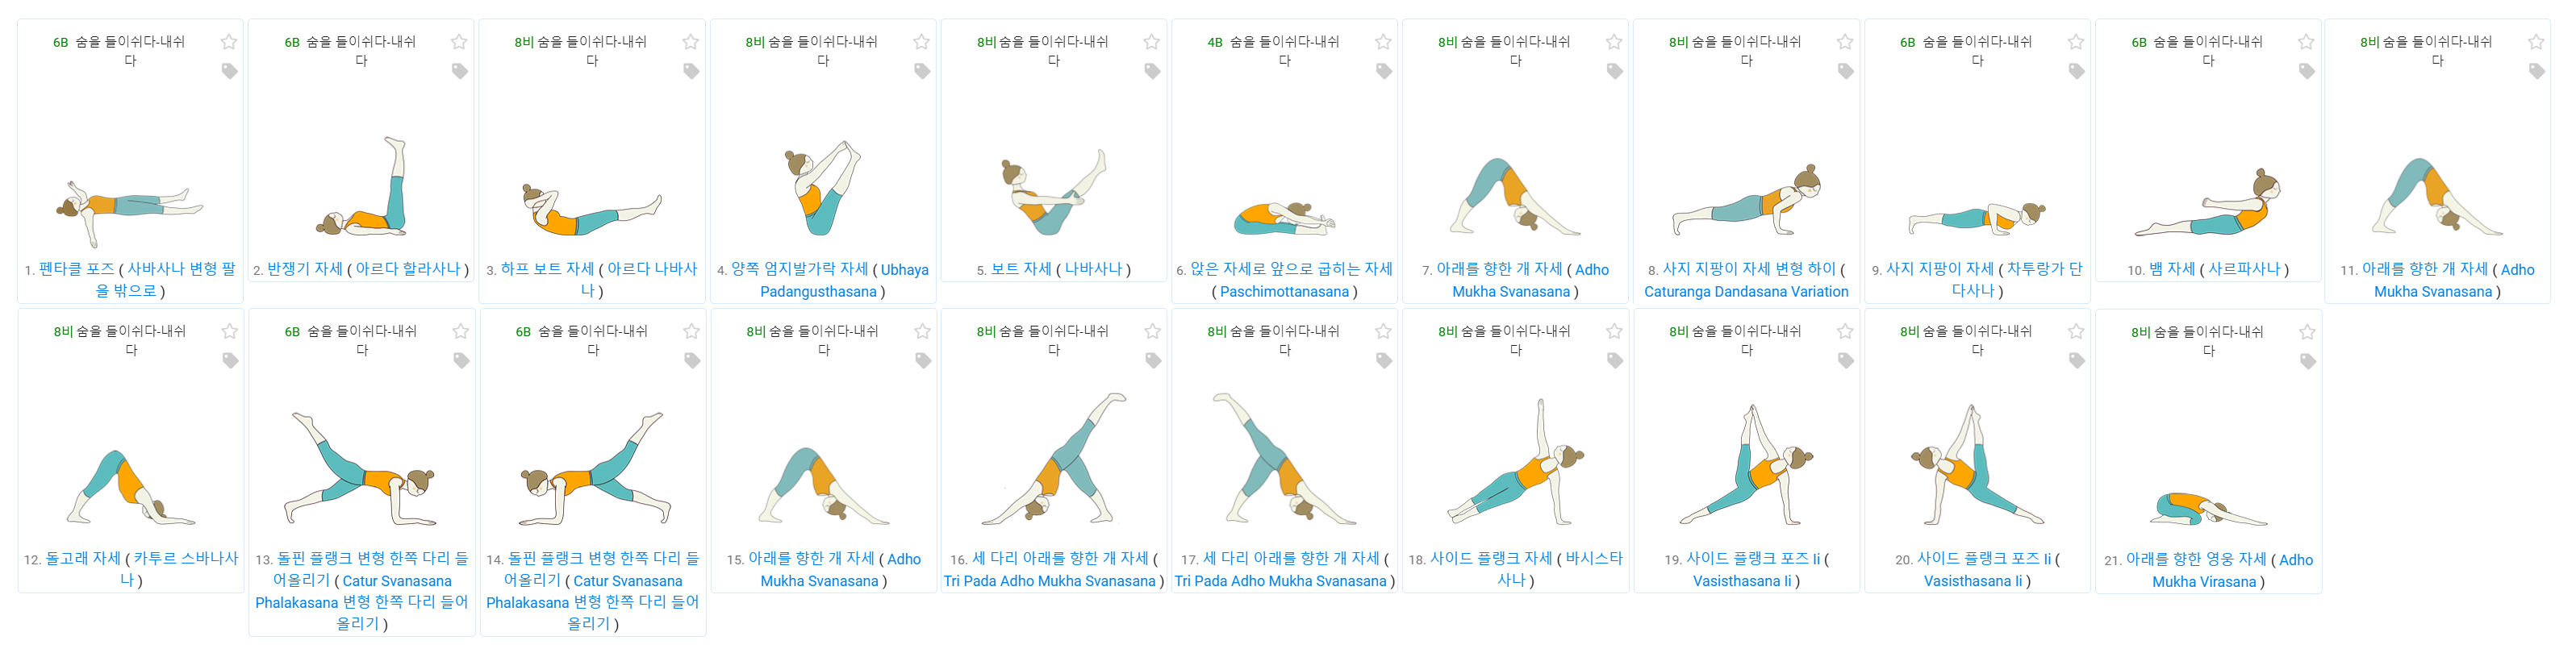 6B 숨을 들이쉬다-내쉬
다
1. 펜타클 포즈 ( 사바사나 변형 팔
을 밖으로 )
6B 숨을 들이쉬다-내쉬
다
2. 반쟁기 자세 ( 아르다 할라사나 )
8비 숨을 들이쉬다-내쉬
다
3. 하프 보트 자세 ( 아르다 나바사
나 )
8비 숨을 들이쉬다-내쉬
다
4. 양쪽 엄지발가락 자세 ( Ubhaya
Padangusthasana )
8비 숨을 들이쉬다-내쉬
다
5. 보트 자세 ( 나바사나 )
4B 숨을 들이쉬다-내쉬
다
6. 앉은 자세로 앞으로 굽히는 자세
( Paschimottanasana )
8비 숨을 들이쉬다-내쉬
다
7. 아래를 향한 개 자세 ( Adho
Mukha Svanasana )
8비 숨을 들이쉬다-내쉬
다
8. 사지 지팡이 자세 변형 하이 (
Caturanga Dandasana Variation
6B 숨을 들이쉬다-내쉬
다
9. 사지 지팡이 자세 ( 차투랑가 단
다사나 )
6B 숨을 들이쉬다-내쉬
다
10. 뱀 자세 ( 사르파사나 )
8비 숨을 들이쉬다-내쉬
다
11. 아래를 향한 개 자세 ( Adho
Mukha Svanasana )
8비 숨을 들이쉬다-내쉬
다
12. 돌고래 자세 ( 카투르 스바나사
나 )
6B 숨을 들이쉬다-내쉬
다
13. 돌핀 플랭크 변형 한쪽 다리 들
어올리기 ( Catur Svanasana
Phalakasana 변형 한쪽 다리 들어
올리기 )
6B 숨을 들이쉬다-내쉬
다
14. 돌핀 플랭크 변형 한쪽 다리 들
어올리기 ( Catur Svanasana
Phalakasana 변형 한쪽 다리 들어
올리기 )
8비 숨을 들이쉬다-내쉬
다
15. 아래를 향한 개 자세 ( Adho
Mukha Svanasana )
8비 숨을 들이쉬다-내쉬
다
16. 세 다리 아래를 향한 개 자세 (
Tri Pada Adho Mukha Svanasana )
8비 숨을 들이쉬다-내쉬
다
17. 세 다리 아래를 향한 개 자세 (
Tri Pada Adho Mukha Svanasana )
8비 숨을 들이쉬다-내쉬
다
18. 사이드 플랭크 자세 ( 바시스타
사나 )
8비 숨을 들이쉬다-내쉬
다
19. 사이드 플랭크 포즈 Ii (
Vasisthasana Ii )
8비 숨을 들이쉬다-내쉬
다
20. 사이드 플랭크 포즈 Ii (
Vasisthasana Ii )
8비 숨을 들이쉬다-내쉬
다
21. 아래를 향한 영웅 자세 ( Adho
Mukha Virasana )